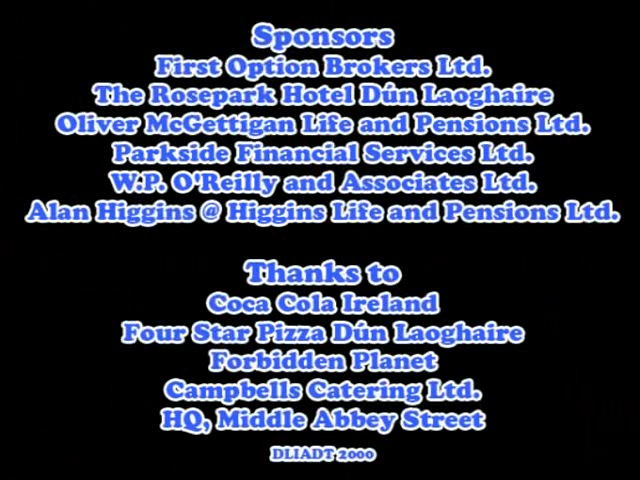 Sponsors
First Option Brokers Ltd.
The Rosepark Hotel Dún Laoghaire
Oliver McGettigan Life and Pensions Ltd.
Parkside Financial Services Ltd.
W.P. O'Reilly and Associates Ltd.
Alan Higgins @ Higgins Life and Pensions Ltd.
Thanks to
Coca Cola Ireland
Four Star Pizza Dún Laoghaire
Forbidden Planet
Campbells Catering Ltd.
HQ, Middle Abbey Street
DLIADT 2000